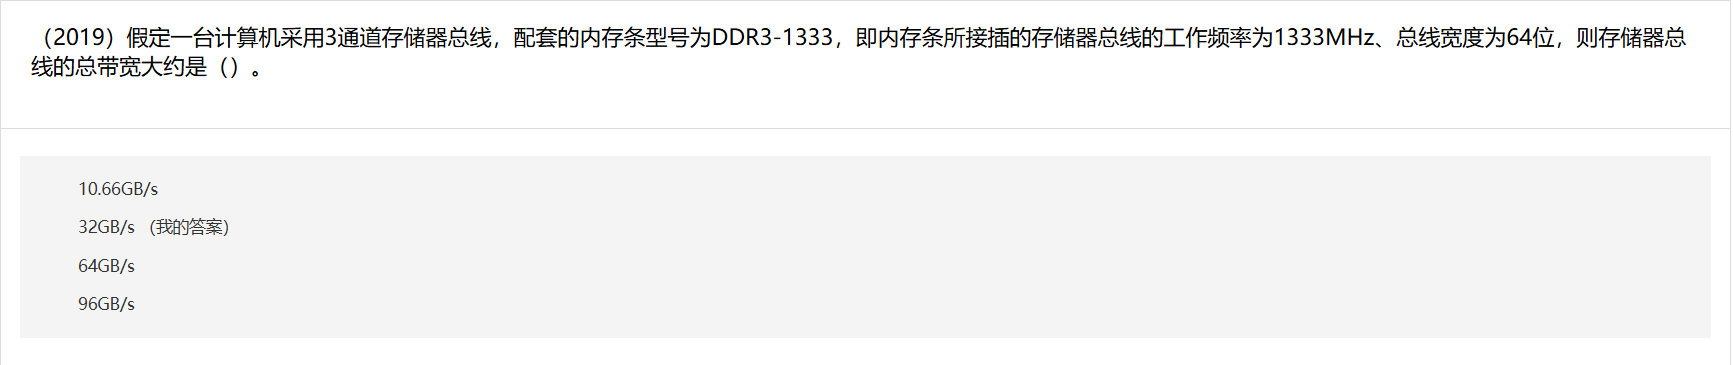 （2019）假定一台计算机采用3通道存储器总线，配套的内存条型号为DDR3-1333，即内存条所接插的存储器总线的工作频率为1333MHz、总线宽度为64位，则存储器总
线的总带宽大约是（）。
10.66GB/s
32GB/s （我的答案）
64GB/s
96GB/s